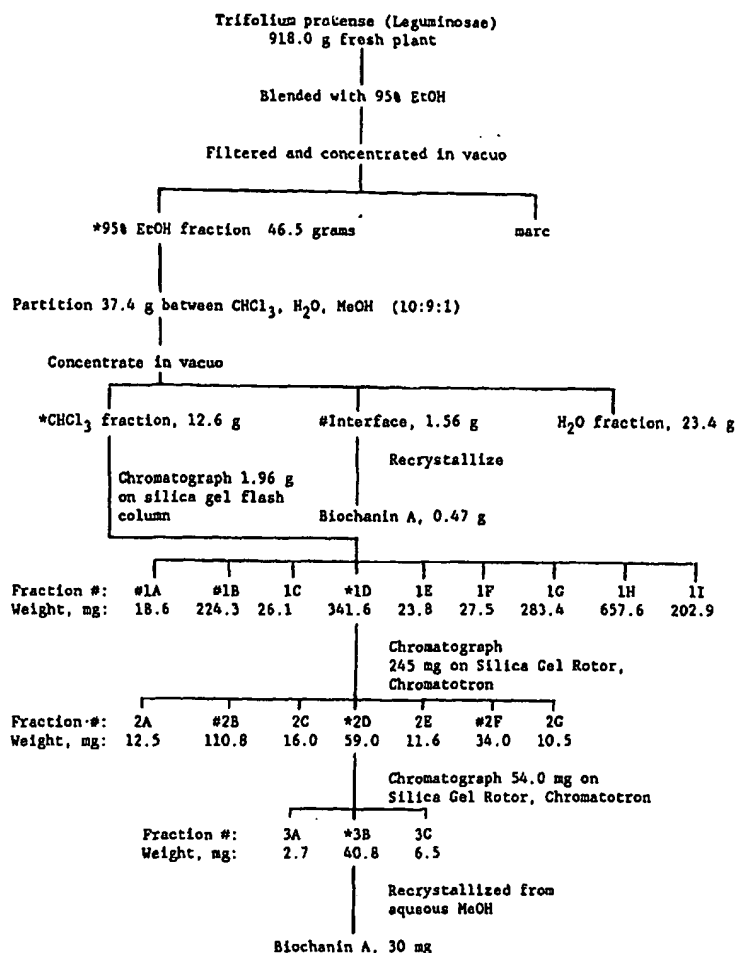 Trifolium pratense (Leguminosae)
918.0 g fresh plant
Blended with 95% EtOH
Filtered and concentrated in vacuo
*95% EtOH fraction 46.5 grams marc
Partition 37.4 g between CHCl3, H2O, MeOH (10:9:1)
Concentrate in vacuo
*CHCl3 fraction, 12.6 g #Interface, 1.56 g H2O fraction, 23.4 g
Recrystallize
Chromatograph 1.96 g
on silica gel flash
column
Biochanin A, 0.47 g
Fraction #: #1A #1B 1C *1D 1E 1F 1G 1H 1I
Weight, mg: 18.6 224.3 26.1 341.6 23.8 27.5 283.4 657.6 202.9
Chromatograph
245 mg on Silica Gel Rotor,
Chromatotron
Fraction #: 2A #2B 2C *2D 2E #2F 2G
Weight, mg: 12.5 110.8 16.0 59.0 11.6 34.0 10.5
Chromatograph 54.0 mg on
Silica Gel Rotor, Chromatotron
Fraction #: 3A *3B 3C
Weight, mg: 2.7 40.8 6.5
Recrystallized from
aqueous MeOH
Biochanin A, 30 mg